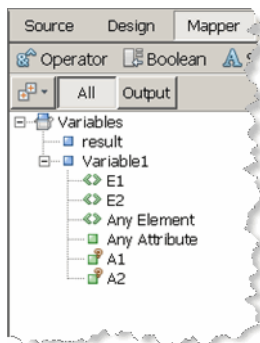 Source Design Mapper
Operator Boolean
All Output
Variables
result
Variable1
E1
E2
Any Element
Any Attribute
A1
A2